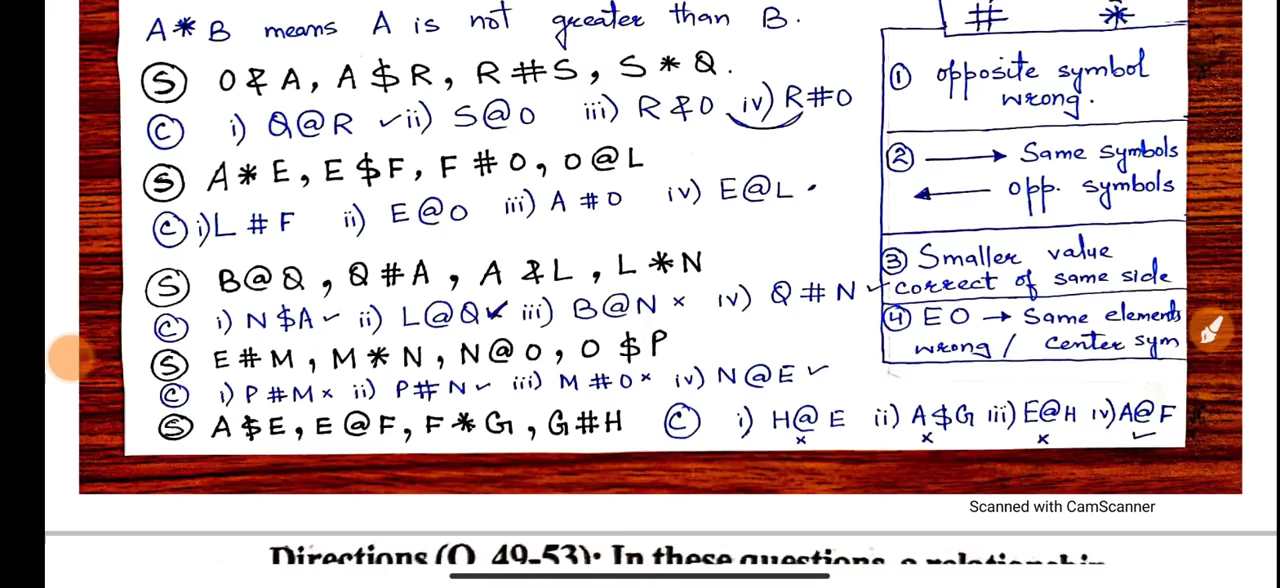 A * B means A is not greater than B.
# *
Ⓢ O & A, A $ R, R # S, S * Q.
Ⓒ i) Q @ R ✓ ii) S @ O iii) R & O iv) R # O
Ⓢ A * E, E $ F, F # O, O @ L
Ⓒ i) L # F ii) E @ O iii) A # O iv) E @ L
Ⓢ B @ Q, Q # A, A & L, L * N
Ⓒ i) N $ A ✓ ii) L @ Q ✓ iii) B @ N × iv) Q # N ✓
Ⓢ E # M, M * N, N @ O, O $ P
Ⓒ i) P # M × ii) P # N ✓ iii) M # O × iv) N @ E ✓
Ⓢ A $ E, E @ F, F * G, G # H Ⓒ i) H @ E ii) A $ G iii) E @ H iv) A @ F
× × × ✓
① opposite symbol
wrong.
② → Same symbols
← opp. symbols
③ Smaller value
correct of same side
④ EO → Same elements
wrong / center sym
Scanned with CamScanner
Directions (Q. 49-53): In these questions, a relationship